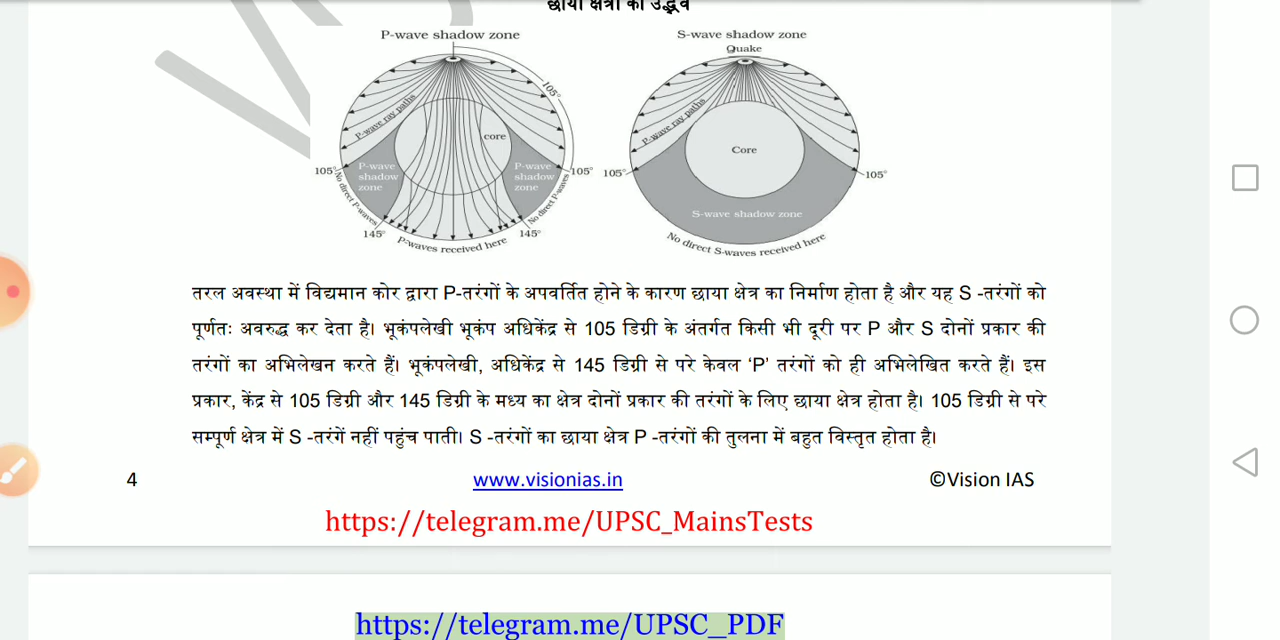 छाया क्षेत्रों का उद्भव
P-wave shadow zone
S-wave shadow zone
Quake
105°
P-wave ray paths
core
P-wave shadow zone
P-wave shadow zone
105°
105°
No direct P-waves
No direct P-waves
145°
145°
P-waves received here
P-wave ray paths
Core
105°
105°
S-wave shadow zone
No direct S-waves received here
तरल अवस्था में विद्यमान कोर द्वारा P-तरंगों के अपवर्तित होने के कारण छाया क्षेत्र का निर्माण होता है और यह S -तरंगों को
पूर्णतः अवरुद्ध कर देता है। भूकंपलेखी भूकंप अधिकेंद्र से 105 डिग्री के अंतर्गत किसी भी दूरी पर P और S दोनों प्रकार की
तरंगों का अभिलेखन करते हैं। भूकंपलेखी, अधिकेंद्र से 145 डिग्री से परे केवल ‘P’ तरंगों को ही अभिलेखित करते हैं। इस
प्रकार, केंद्र से 105 डिग्री और 145 डिग्री के मध्य का क्षेत्र दोनों प्रकार की तरंगों के लिए छाया क्षेत्र होता है। 105 डिग्री से परे
सम्पूर्ण क्षेत्र में S -तरंगें नहीं पहुंच पाती। S -तरंगों का छाया क्षेत्र P -तरंगों की तुलना में बहुत विस्तृत होता है।
4 www.visionias.in ©Vision IAS
https://telegram.me/UPSC_MainsTests
https://telegram.me/UPSC_PDF